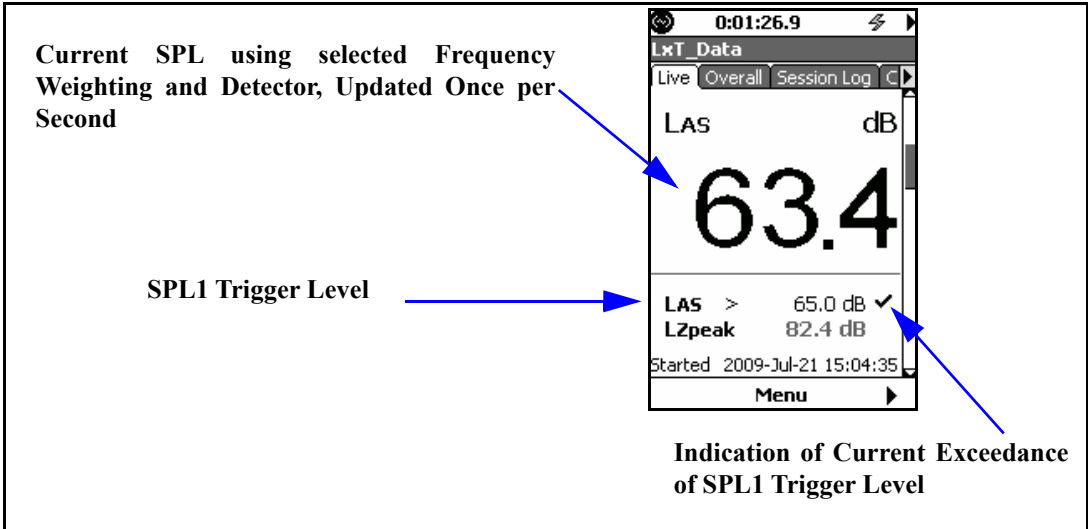 Current SPL using selected Frequency
Weighting and Detector, Updated Once per
Second
0:01:26.9
LxT_Data
Live Overall Session Log C
LAS dB
63.4
SPL1 Trigger Level
LAS > 65.0 dB ✓
LZpeak 82.4 dB
Started 2009-Jul-21 15:04:35
Menu
Indication of Current Exceedance
of SPL1 Trigger Level